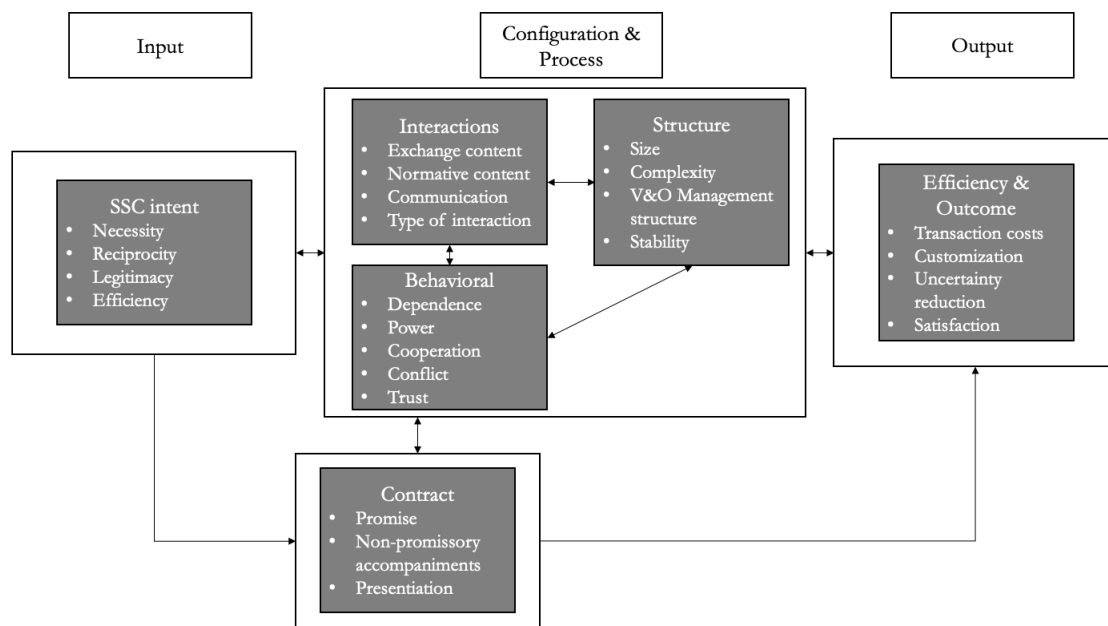 Input
Configuration &
Process
Output
Interactions
• Exchange content
• Normative content
• Communication
• Type of interaction
Structure
• Size
• Complexity
• V&O Management
structure
• Stability
SSC intent
• Necessity
• Reciprocity
• Legitimacy
• Efficiency
Behavioral
• Dependence
• Power
• Cooperation
• Conflict
• Trust
Efficiency &
Outcome
• Transaction costs
• Customization
• Uncertainty
reduction
• Satisfaction
Contract
• Promise
• Non-promissory
accompaniments
• Presentiation